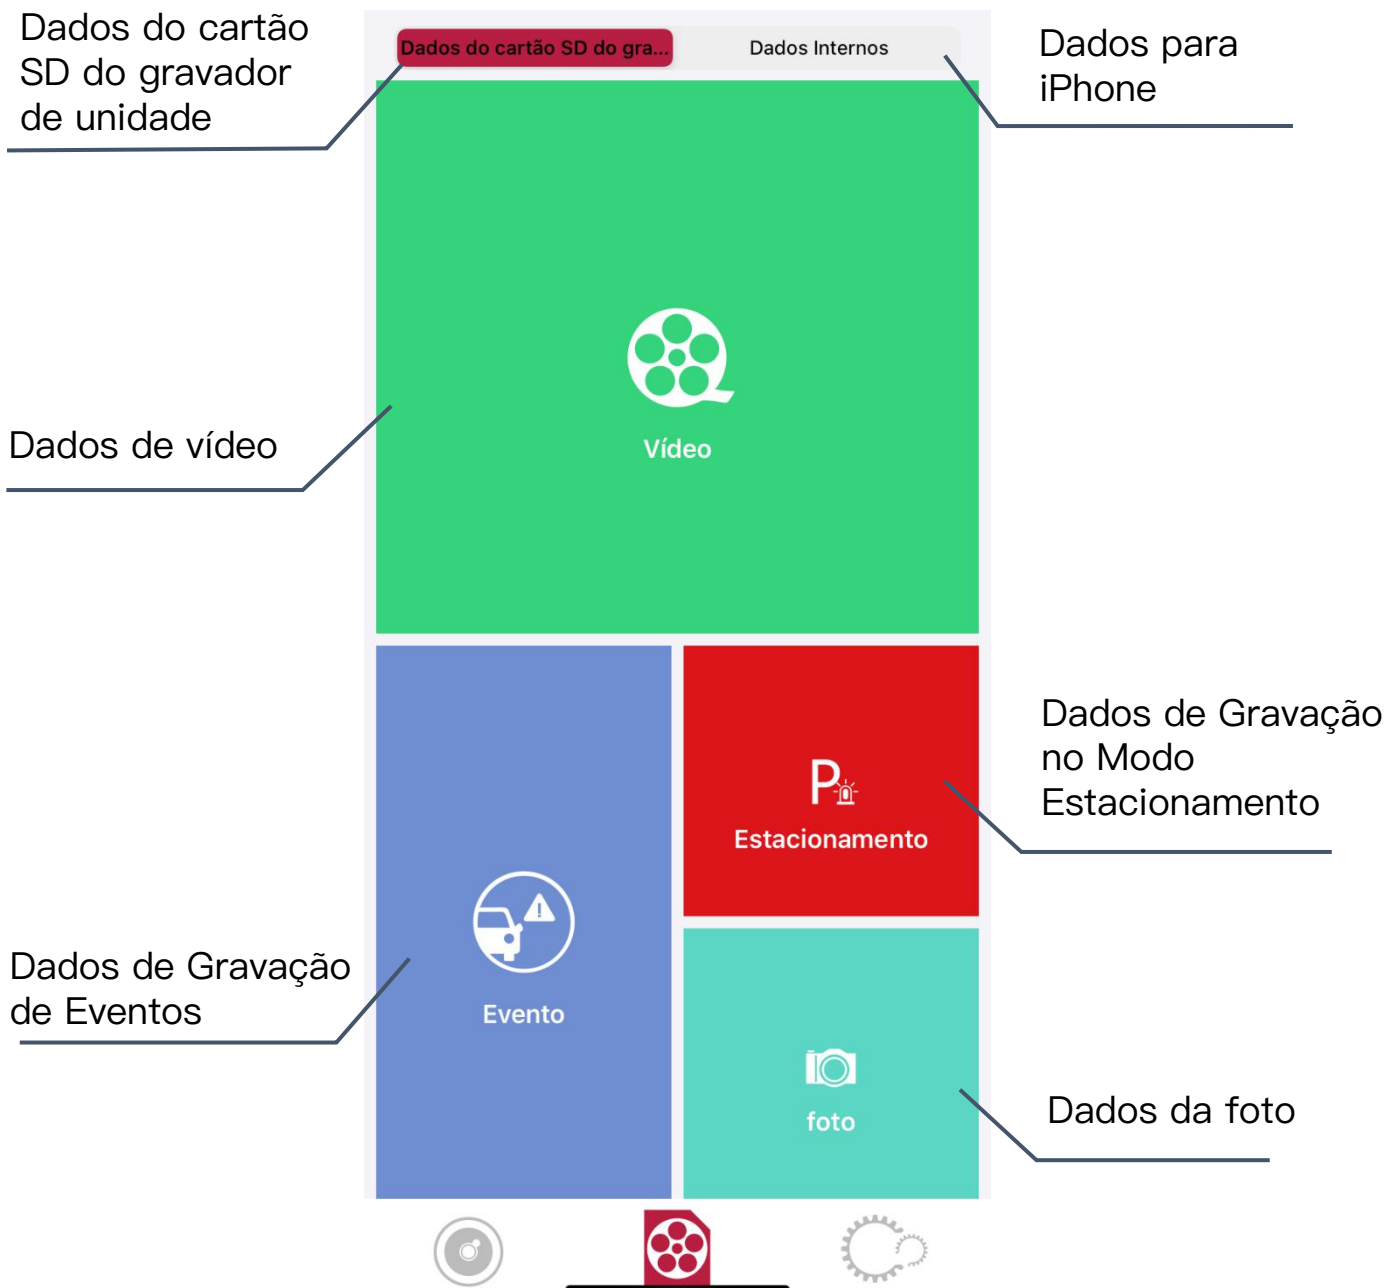 Dados do cartão
SD do gravador
de unidade
Dados do cartão SD do gra...
Dados Internos
Dados para
iPhone
Vídeo
Dados de vídeo
P
Estacionamento
Dados de Gravação
no Modo
Estacionamento
Evento
Dados de Gravação
de Eventos
foto
Dados da foto